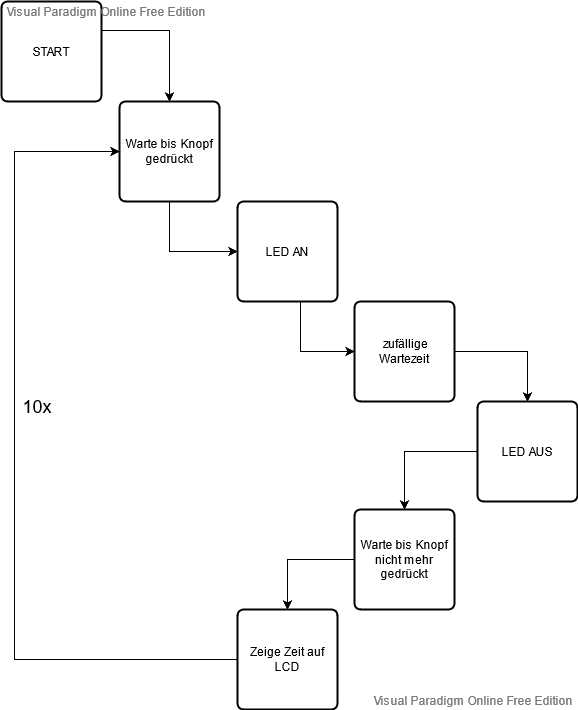 Visual Paradigm Online Free Edition
START
Warte bis Knopf
gedrückt
LED AN
zufällige
Wartezeit
10x
LED AUS
Warte bis Knopf
nicht mehr
gedrückt
Zeige Zeit auf
LCD
Visual Paradigm Online Free Edition